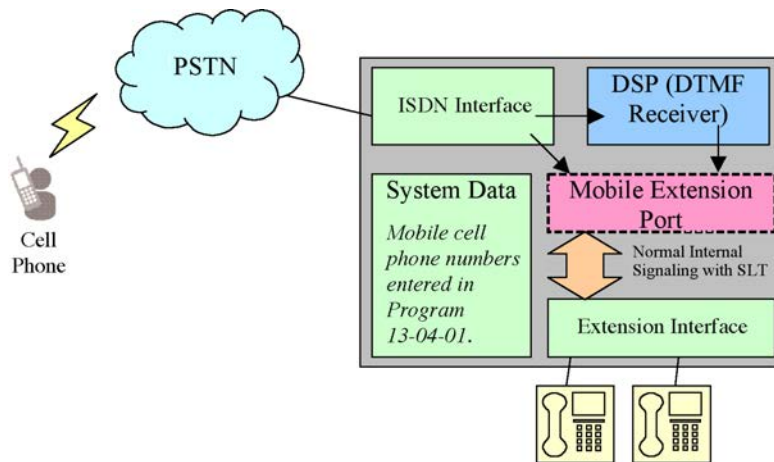 PSTN
ISDN Interface
DSP (DTMF
Receiver)
Cell
Phone
System Data
Mobile cell
phone numbers
entered in
Program
13-04-01.
Mobile Extension
Port
Normal Internal
Signaling with SLT
Extension Interface